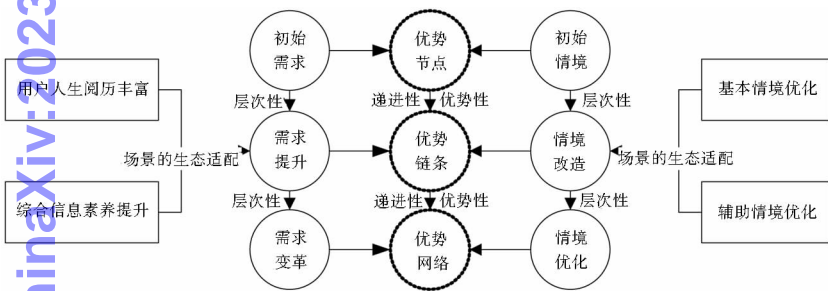 初始
需求
优势
节点
初始
情境
用户人生阅历丰富
基本情境优化
层次性
递进性
优势性
层次性
场景的生态适配
需求
提升
优势
链条
情境
改造
场景的生态适配
综合信息素养提升
辅助情境优化
层次性
递进性
优势性
层次性
需求
变革
优势
网络
情境
优化
inaXiv:2023